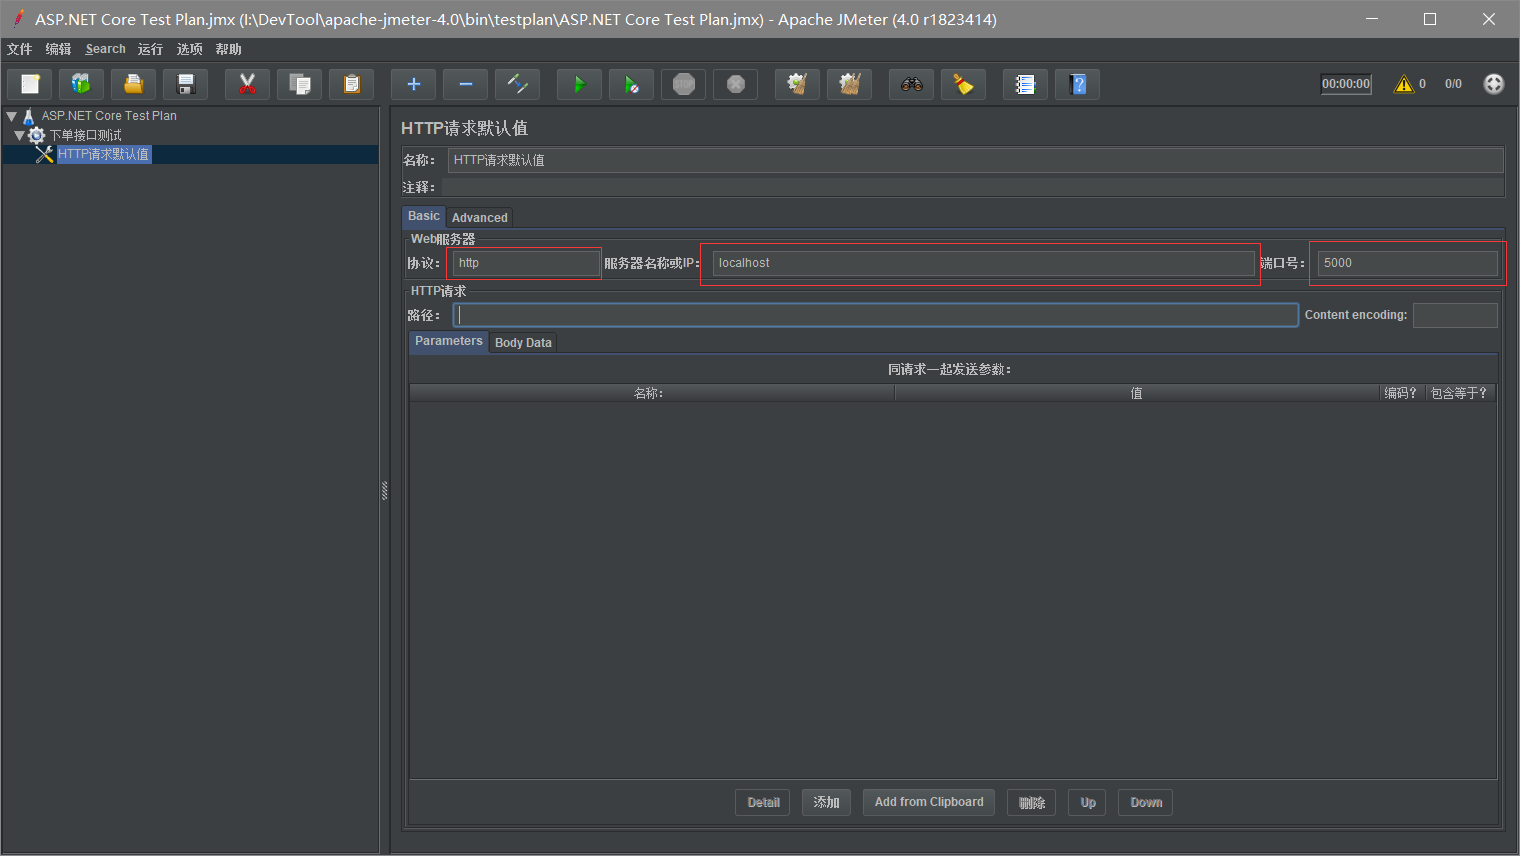 ASP.NET Core Test Plan.jmx (I:\DevTool\apache-jmeter-4.0\bin\testplan\ASP.NET Core Test Plan.jmx) - Apache JMeter (4.0 r1823414)
文件 编辑 Search 运行 选项 帮助
00:00:00 0 0/0
ASP.NET Core Test Plan
下单接口测试
HTTP请求默认值
HTTP请求默认值
名称: HTTP请求默认值
注释:
Basic Advanced
Web服务器
协议: http 服务器名称或IP: localhost 端口号: 5000
HTTP请求
路径: Content encoding:
Parameters Body Data
同请求一起发送参数:
名称: 值 编码? 包含等于?
Detail 添加 Add from Clipboard 删除 Up Down